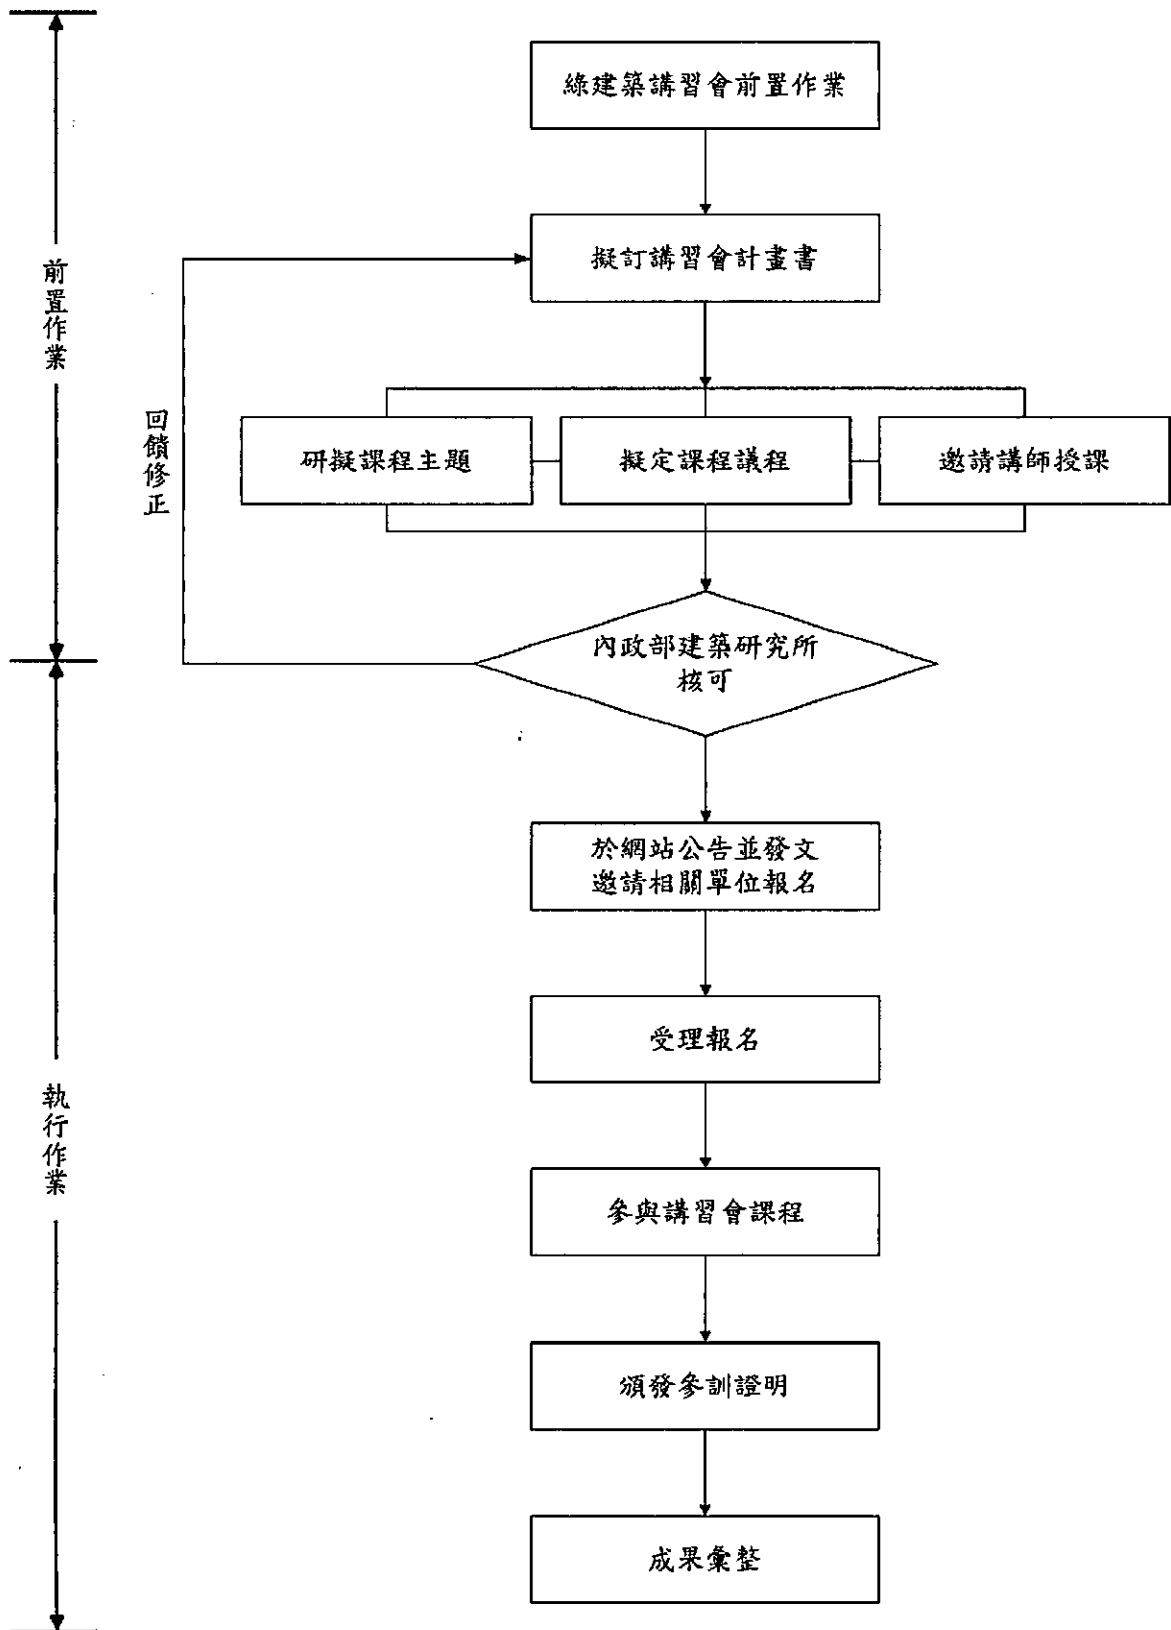 綠建築講習會前置作業
擬訂講習會計畫書
前置作業
回饋修正
研擬課程主題
擬定課程議程
邀請講師授課
內政部建築研究所
核可
於網站公告並發文
邀請相關單位報名
受理報名
執行作業
參與講習會課程
頒發參訓證明
成果彙整